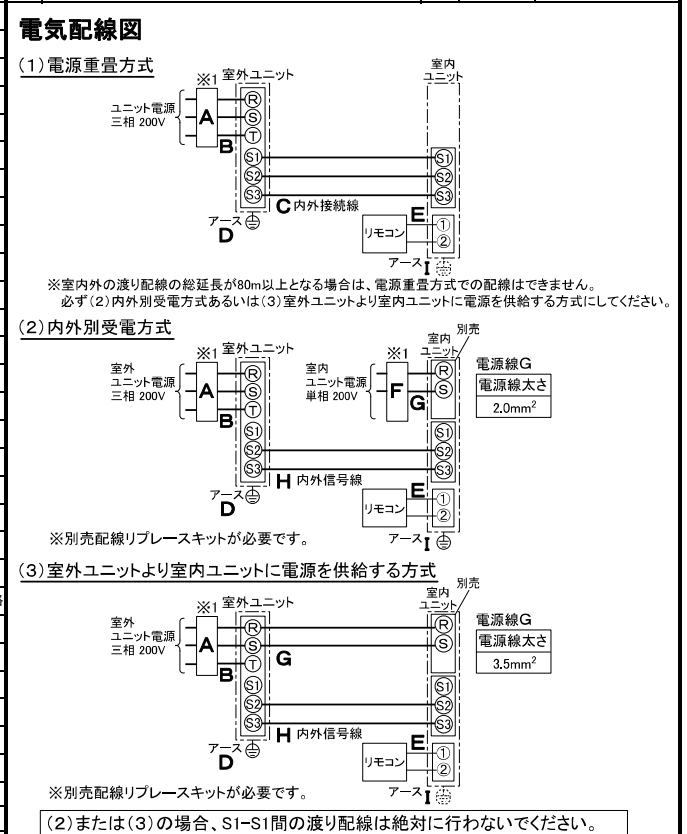 電気配線図
(1)電源重畳方式
※1 室外ユニット
室内
ユニット
ユニット電源
三相 200V
A
B
R
S
T
S1
S2
S3
S1
S2
S3
C 内外接続線
アース
D
リモコン
E
①
②
アース I
※室内外の渡り配線の総延長が80m以上となる場合は、電源重畳方式での配線はできません。
必ず(2)内外別受電方式あるいは(3)室外ユニットより室内ユニットに電源を供給する方式にしてください。
(2)内外別受電方式
※1 室外ユニット
※1
室内
ユニット
別売
室外
ユニット電源
三相 200V
A
B
R
S
T
S1
S2
S3
室内
ユニット電源
単相 200V
F
G
R
S
S1
S2
S3
電源線G
電源線太さ
2.0mm²
H 内外信号線
アース
D
リモコン
E
①
②
アース I
※別売配線リプレースキットが必要です。
(3)室外ユニットより室内ユニットに電源を供給する方式
※1 室外ユニット
室内
ユニット
別売
室外
ユニット電源
三相 200V
A
B
R
S
T
S1
S2
S3
G
R
S
S1
S2
S3
電源線G
電源線太さ
3.5mm²
H 内外信号線
アース
D
リモコン
E
①
②
アース I
※別売配線リプレースキットが必要です。
(2)または(3)の場合、S1-S1間の渡り配線は絶対に行わないでください。